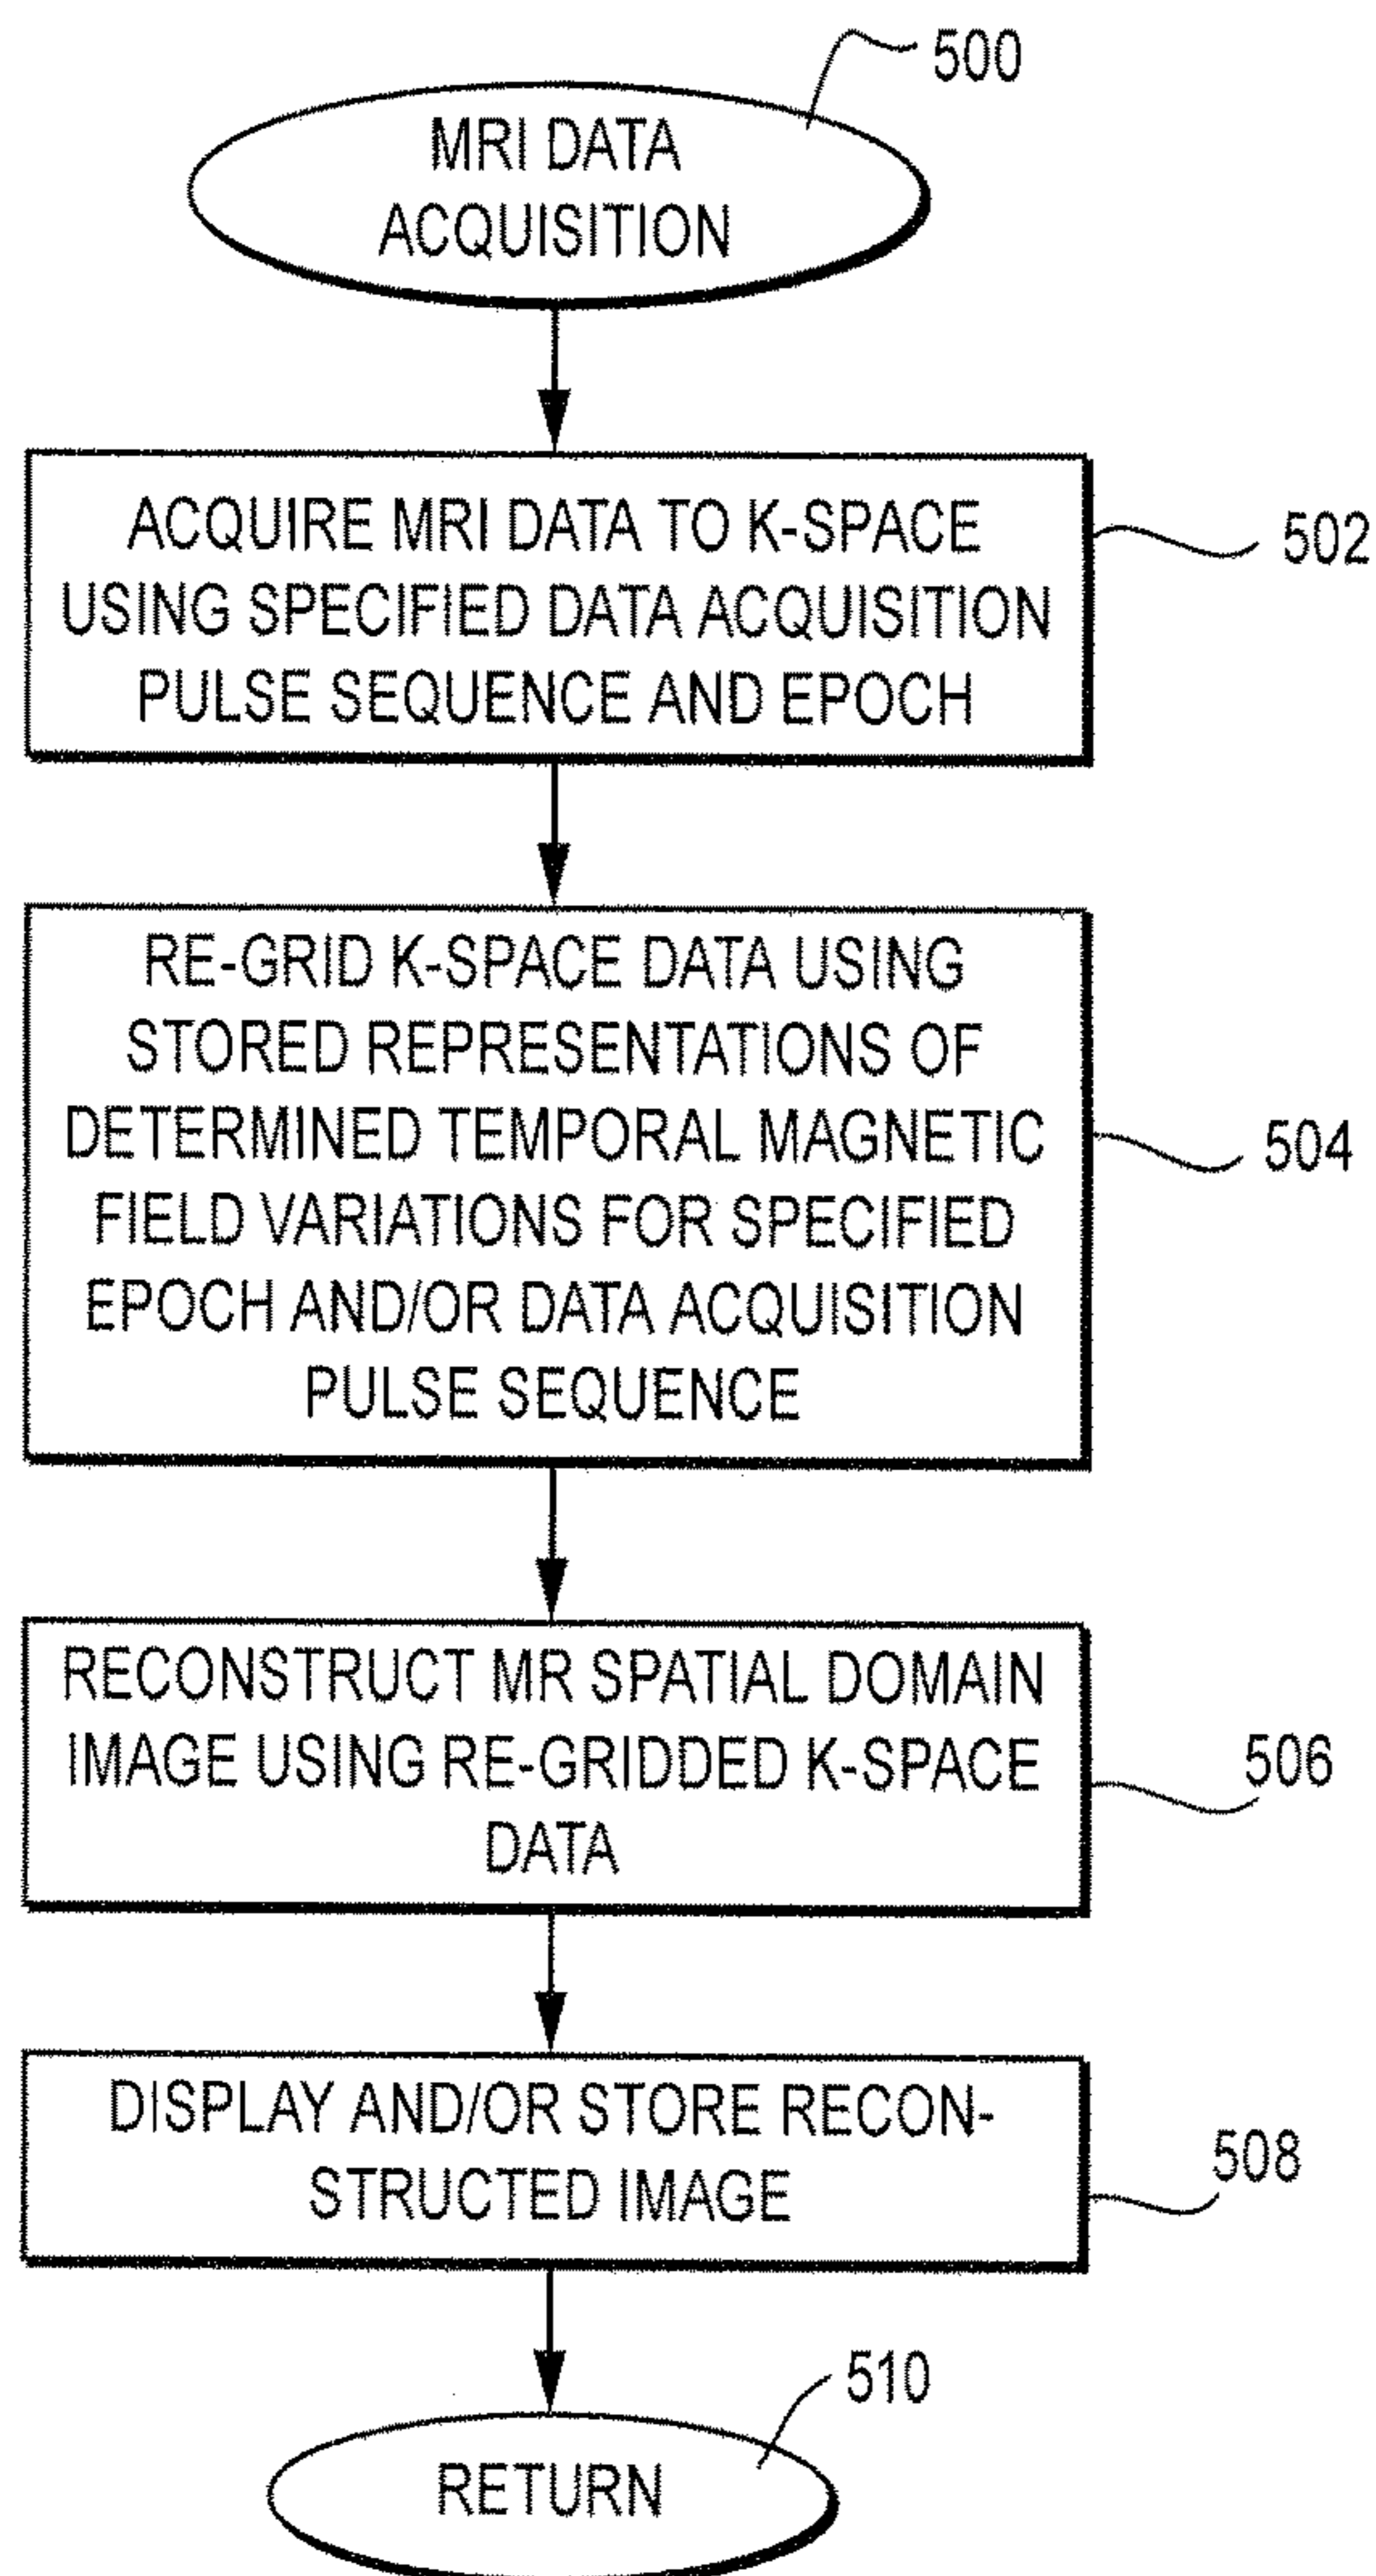 500
MRI DATA
ACQUISITION
ACQUIRE MRI DATA TO K-SPACE
USING SPECIFIED DATA ACQUISITION
PULSE SEQUENCE AND EPOCH
502
RE-GRID K-SPACE DATA USING
STORED REPRESENTATIONS OF
DETERMINED TEMPORAL MAGNETIC
FIELD VARIATIONS FOR SPECIFIED
EPOCH AND/OR DATA ACQUISITION
PULSE SEQUENCE
504
RECONSTRUCT MR SPATIAL DOMAIN
IMAGE USING RE-GRIDDED K-SPACE
DATA
506
DISPLAY AND/OR STORE RECON-
STRUCTED IMAGE
508
510
RETURN